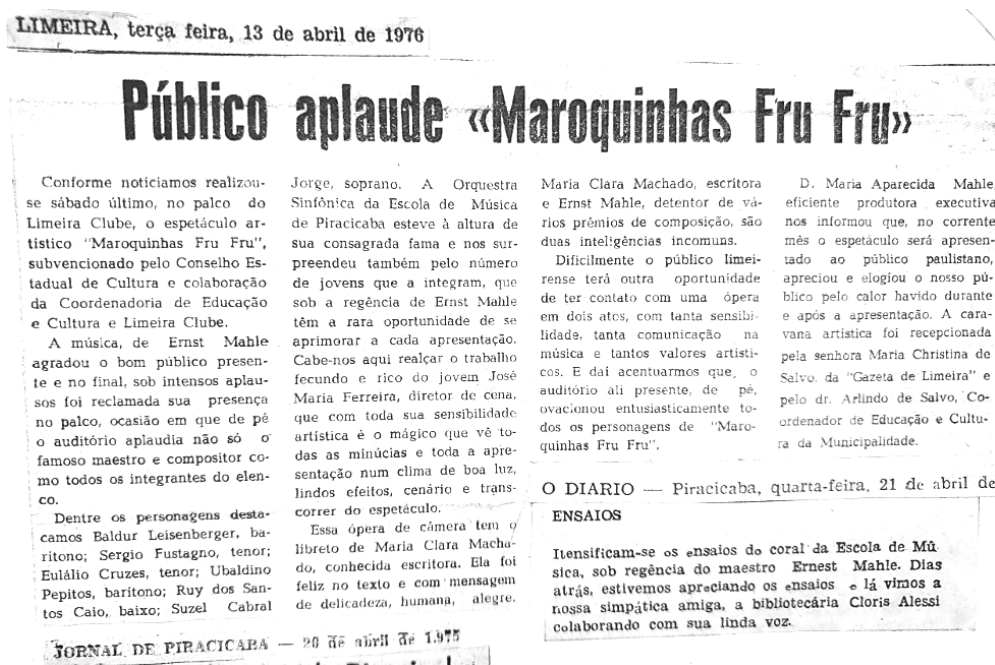 LIMEIRA, terça feira, 13 de abril de 1976
Público aplaude «Maroquinhas Fru Fru»
Conforme noticiamos realizou-
se sábado último, no palco do
Limeira Clube, o espetáculo ar-
tístico "Maroquinhas Fru Fru",
subvencionado pelo Conselho Es-
tadual de Cultura e colaboração
da Coordenadoria de Educação
e Cultura e Limeira Clube.
A música, de Ernst Mahle
agradou o bom público presen-
te e no final, sob intensos aplau-
sos foi reclamada sua presença
no palco, ocasião em que de pé
o auditório aplaudia não só o
famoso maestro e compositor co-
mo todos os integrantes do elen-
co.
Dentre os personagens desta-
camos Baldur Leisenberger, ba-
rítono; Sergio Fustagno, tenor;
Eulálio Cruzes, tenor; Ubaldino
Pepitos, barítono; Ruy dos San-
tos Caio, baixo; Suzel Cabral
Jorge, soprano. A Orquestra
Sinfônica da Escola de Música
de Piracicaba esteve à altura de
sua consagrada fama e nos sur-
preendeu também pelo número
de jovens que a integram, que
sob a regência de Ernst Mahle
têm a rara oportunidade de se
aprimorar a cada apresentação.
Cabe-nos aqui realçar o trabalho
fecundo e rico do jovem José
Maria Ferreira, diretor de cena,
que com toda sua sensibilidade
artística é o mágico que vê to-
das as minúcias e toda a apre-
sentação num clima de boa luz,
lindos efeitos, cenário e trans-
correr do espetáculo.
Essa ópera de câmera tem o
libreto de Maria Clara Macha-
do, conhecida escritora. Ela foi
feliz no texto e com mensagem
de delicadeza, humana, alegre.
Maria Clara Machado, escritora
e Ernst Mahle, detentor de vá-
rios prêmios de composição, são
duas inteligências incomuns.
Dificilmente o público limei-
rense terá outra oportunidade
de ter contato com uma ópera
em dois atos, com tanta sensibi-
lidade, tanta comunicação na
música e tantos valores artísti-
cos. E daí acentuarmos que o
auditório ali presente, de pé,
ovacionou entusiasticamente to-
dos os personagens de "Maro-
quinhas Fru Fru".
D. Maria Aparecida Mahle
eficiente produtora executiva
nos informou que, no corrente
mês o espetáculo será apresen-
tado ao público paulistano,
apreciou e elogiou o nosso pú-
blico pelo calor havido durante
e após a apresentação. A cara-
vana artística foi recepcionada
pela senhora Maria Christina de
Salvo, da "Gazeta de Limeira" e
pelo dr. Arlindo de Salvo, Co-
ordenador de Educação e Cultu-
ra da Municipalidade.
O DIARIO — Piracicaba, quarta-feira, 21 de abril de
ENSAIOS
Itensificam-se os ensaios do coral da Escola de Mú
sica, sob regência do maestro Ernest Mahle. Dias
atrás, estivemos apreciando os ensaios e lá vimos a
nossa simpática amiga, a bibliotecária Cloris Alessi
colaborando com sua linda voz.
JORNAL DE PIRACICABA — 20 de abril de 1.975